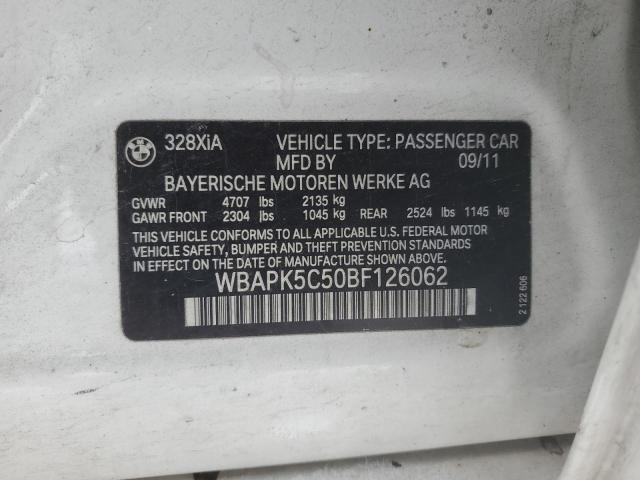 BMW
328XiA VEHICLE TYPE: PASSENGER CAR
MFD BY 09/11
BAYERISCHE MOTOREN WERKE AG
GVWR 4707 lbs 2135 kg
GAWR FRONT 2304 lbs 1045 kg REAR 2524 lbs 1145 kg
THIS VEHICLE CONFORMS TO ALL APPLICABLE U.S. FEDERAL MOTOR
VEHICLE SAFETY, BUMPER AND THEFT PREVENTION STANDARDS
IN EFFECT ON THE DATE OF MANUFACTURE SHOWN ABOVE.
WBAPK5C50BF126062
2 122 606